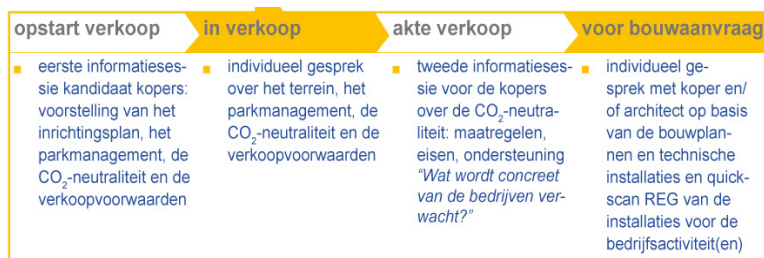 opstart verkoop
eerste informatieses-
sie kandidaat kopers:
voorstelling van het
inrichtingsplan, het
parkmanagement, de
CO₂-neutraliteit en de
verkoopvoorwaarden
in verkoop
individueel gesprek
over het terrein, het
parkmanagement, de
CO₂-neutraliteit en de
verkoopvoorwaarden
akte verkoop
tweede informatieses-
sie voor de kopers
over de CO₂-neutra-
liteit: maatregelen,
eisen, ondersteuning
“Wat wordt concreet
van de bedrijven ver-
wacht?”
voor bouwaanvraag
individueel ge-
sprek met koper en/
of architect op basis
van de bouwplan-
nen en technische
installaties en quick-
scan REG van de
installaties voor de
bedrijfsactiviteit(en)